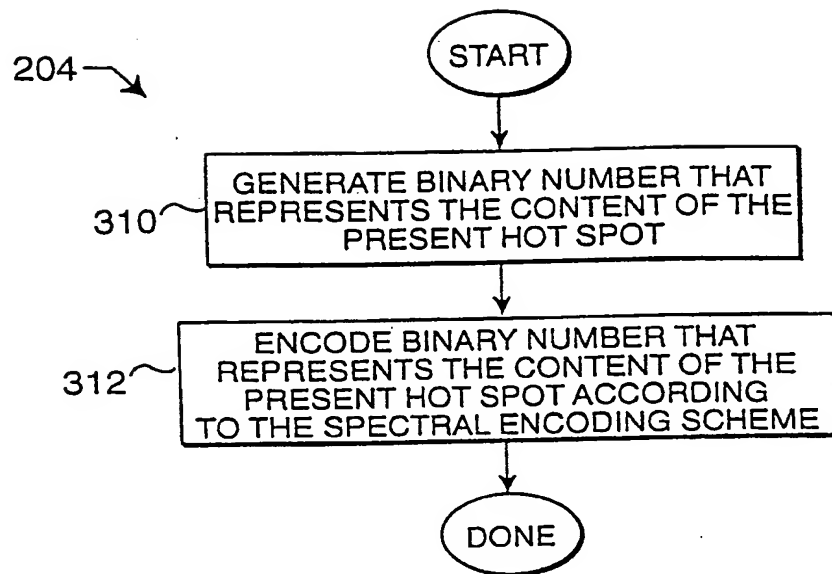 204
START
310
GENERATE BINARY NUMBER THAT
REPRESENTS THE CONTENT OF THE
PRESENT HOT SPOT
312
ENCODE BINARY NUMBER THAT
REPRESENTS THE CONTENT OF THE
PRESENT HOT SPOT ACCORDING
TO THE SPECTRAL ENCODING SCHEME
DONE